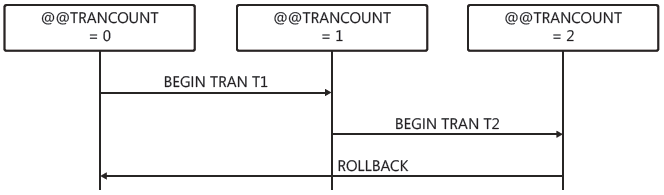 @@TRANCOUNT
= 0
@@TRANCOUNT
= 1
@@TRANCOUNT
= 2
BEGIN TRAN T1
BEGIN TRAN T2
ROLLBACK